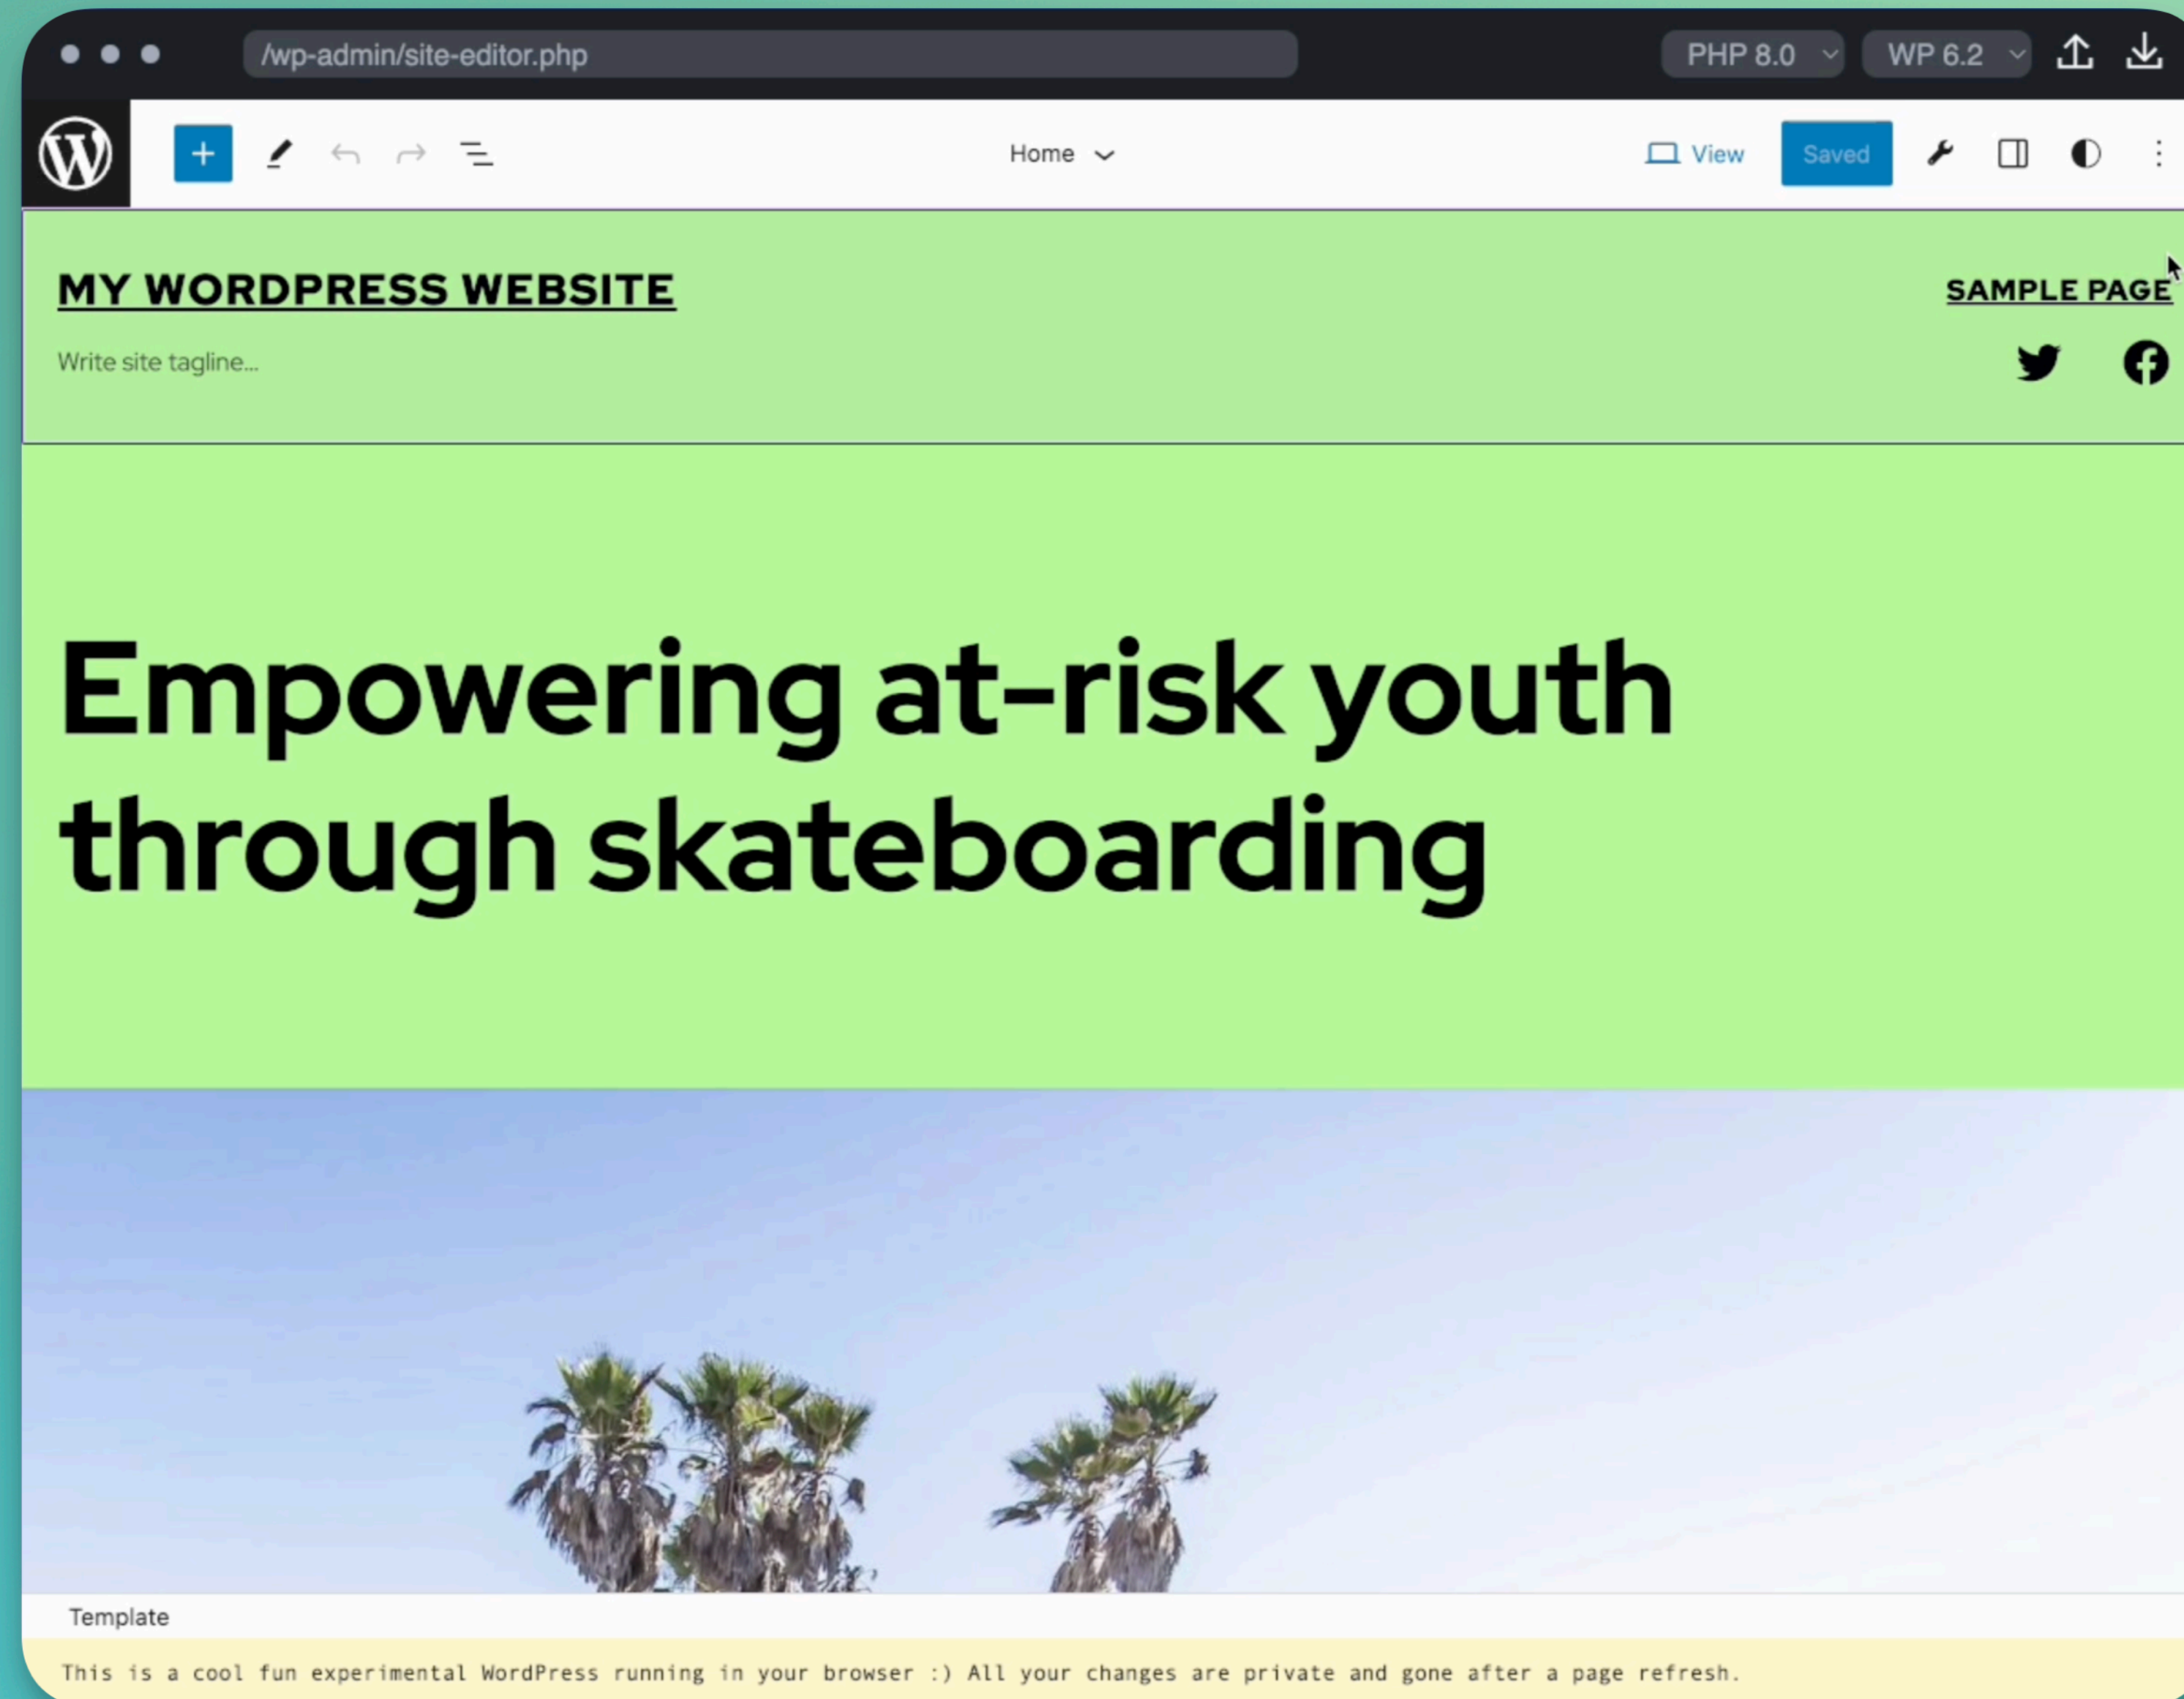 /wp-admin/site-editor.php
PHP 8.0
WP 6.2
Home
View
Saved
MY WORDPRESS WEBSITE
SAMPLE PAGE
Write site tagline...
Empowering at-risk youth
through skateboarding
Template
This is a cool fun experimental WordPress running in your browser :) All your changes are private and gone after a page refresh.